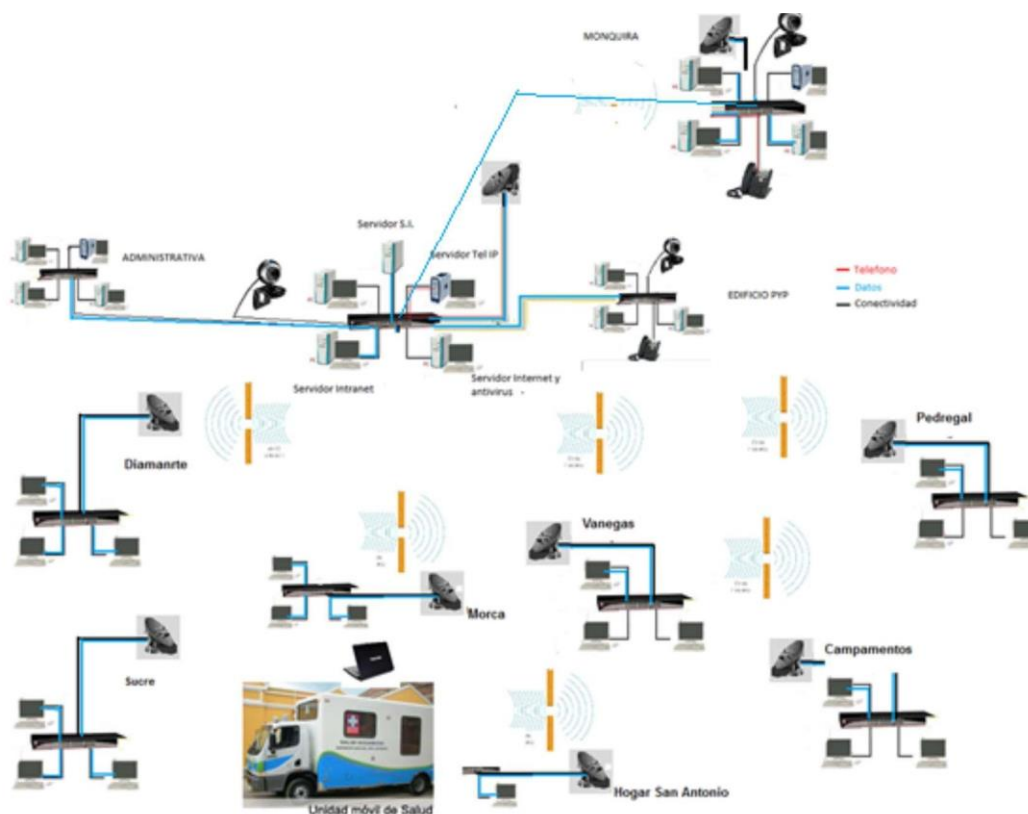 MONQUIRA
Servidor S.I.
ADMINISTRATIVA
Servidor Tel IP
EDIFICIO PYP
Telefono
Datos
Conectividad
Servidor Intranet
Servidor Internet y
antivirus -
Diamanrte
Pedregal
Vanegas
Morca
Sucre
Campamentos
Hogar San Antonio
Unidad móvil de Salud